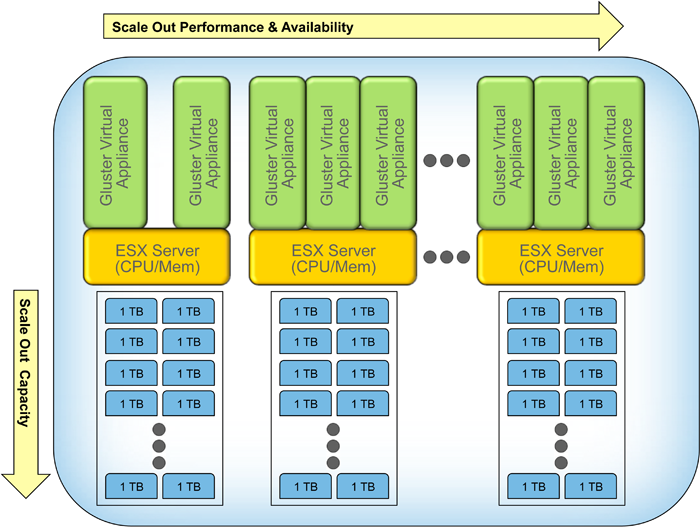 Scale Out Performance & Availability
Gluster Virtual
Appliance
Gluster Virtual
Appliance
Gluster Virtual
Appliance
Gluster Virtual
Appliance
Gluster Virtual
Appliance
Gluster Virtual
Appliance
Gluster Virtual
Appliance
Gluster Virtual
Appliance
ESX Server
(CPU/Mem)
ESX Server
(CPU/Mem)
ESX Server
(CPU/Mem)
Scale Out Capacity
1 TB 1 TB 1 TB 1 TB 1 TB 1 TB
1 TB 1 TB 1 TB 1 TB 1 TB 1 TB
1 TB 1 TB 1 TB 1 TB 1 TB 1 TB
1 TB 1 TB 1 TB 1 TB 1 TB 1 TB
1 TB 1 TB 1 TB 1 TB 1 TB 1 TB